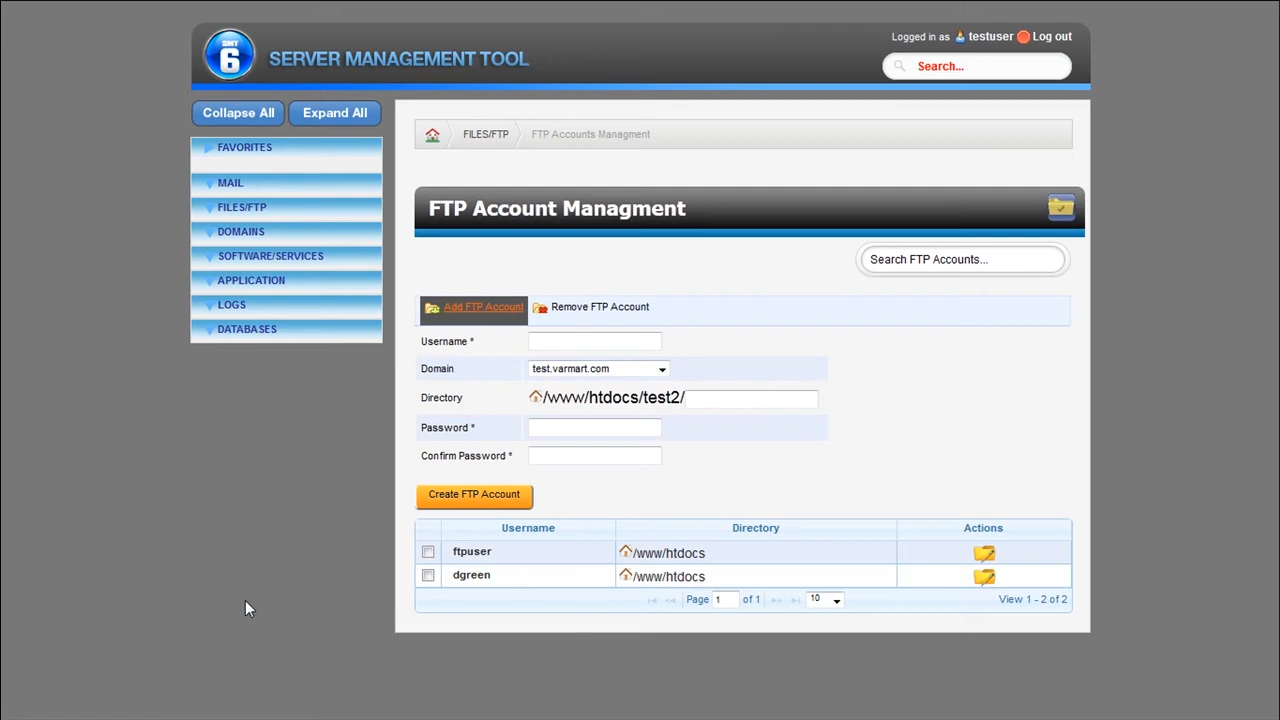 SMT
6
SERVER MANAGEMENT TOOL
Logged in as testuser Log out
Search...
Collapse All Expand All
FAVORITES
MAIL
FILES/FTP
DOMAINS
SOFTWARE/SERVICES
APPLICATION
LOGS
DATABASES
FILES/FTP FTP Accounts Managment
FTP Account Managment
Search FTP Accounts...
Add FTP Account Remove FTP Account
Username *
Domain test.varmart.com
Directory /www/htdocs/test2/
Password *
Confirm Password *
Create FTP Account
Username Directory Actions
ftpuser /www/htdocs
dgreen /www/htdocs
Page 1 of 1 10 View 1 - 2 of 2